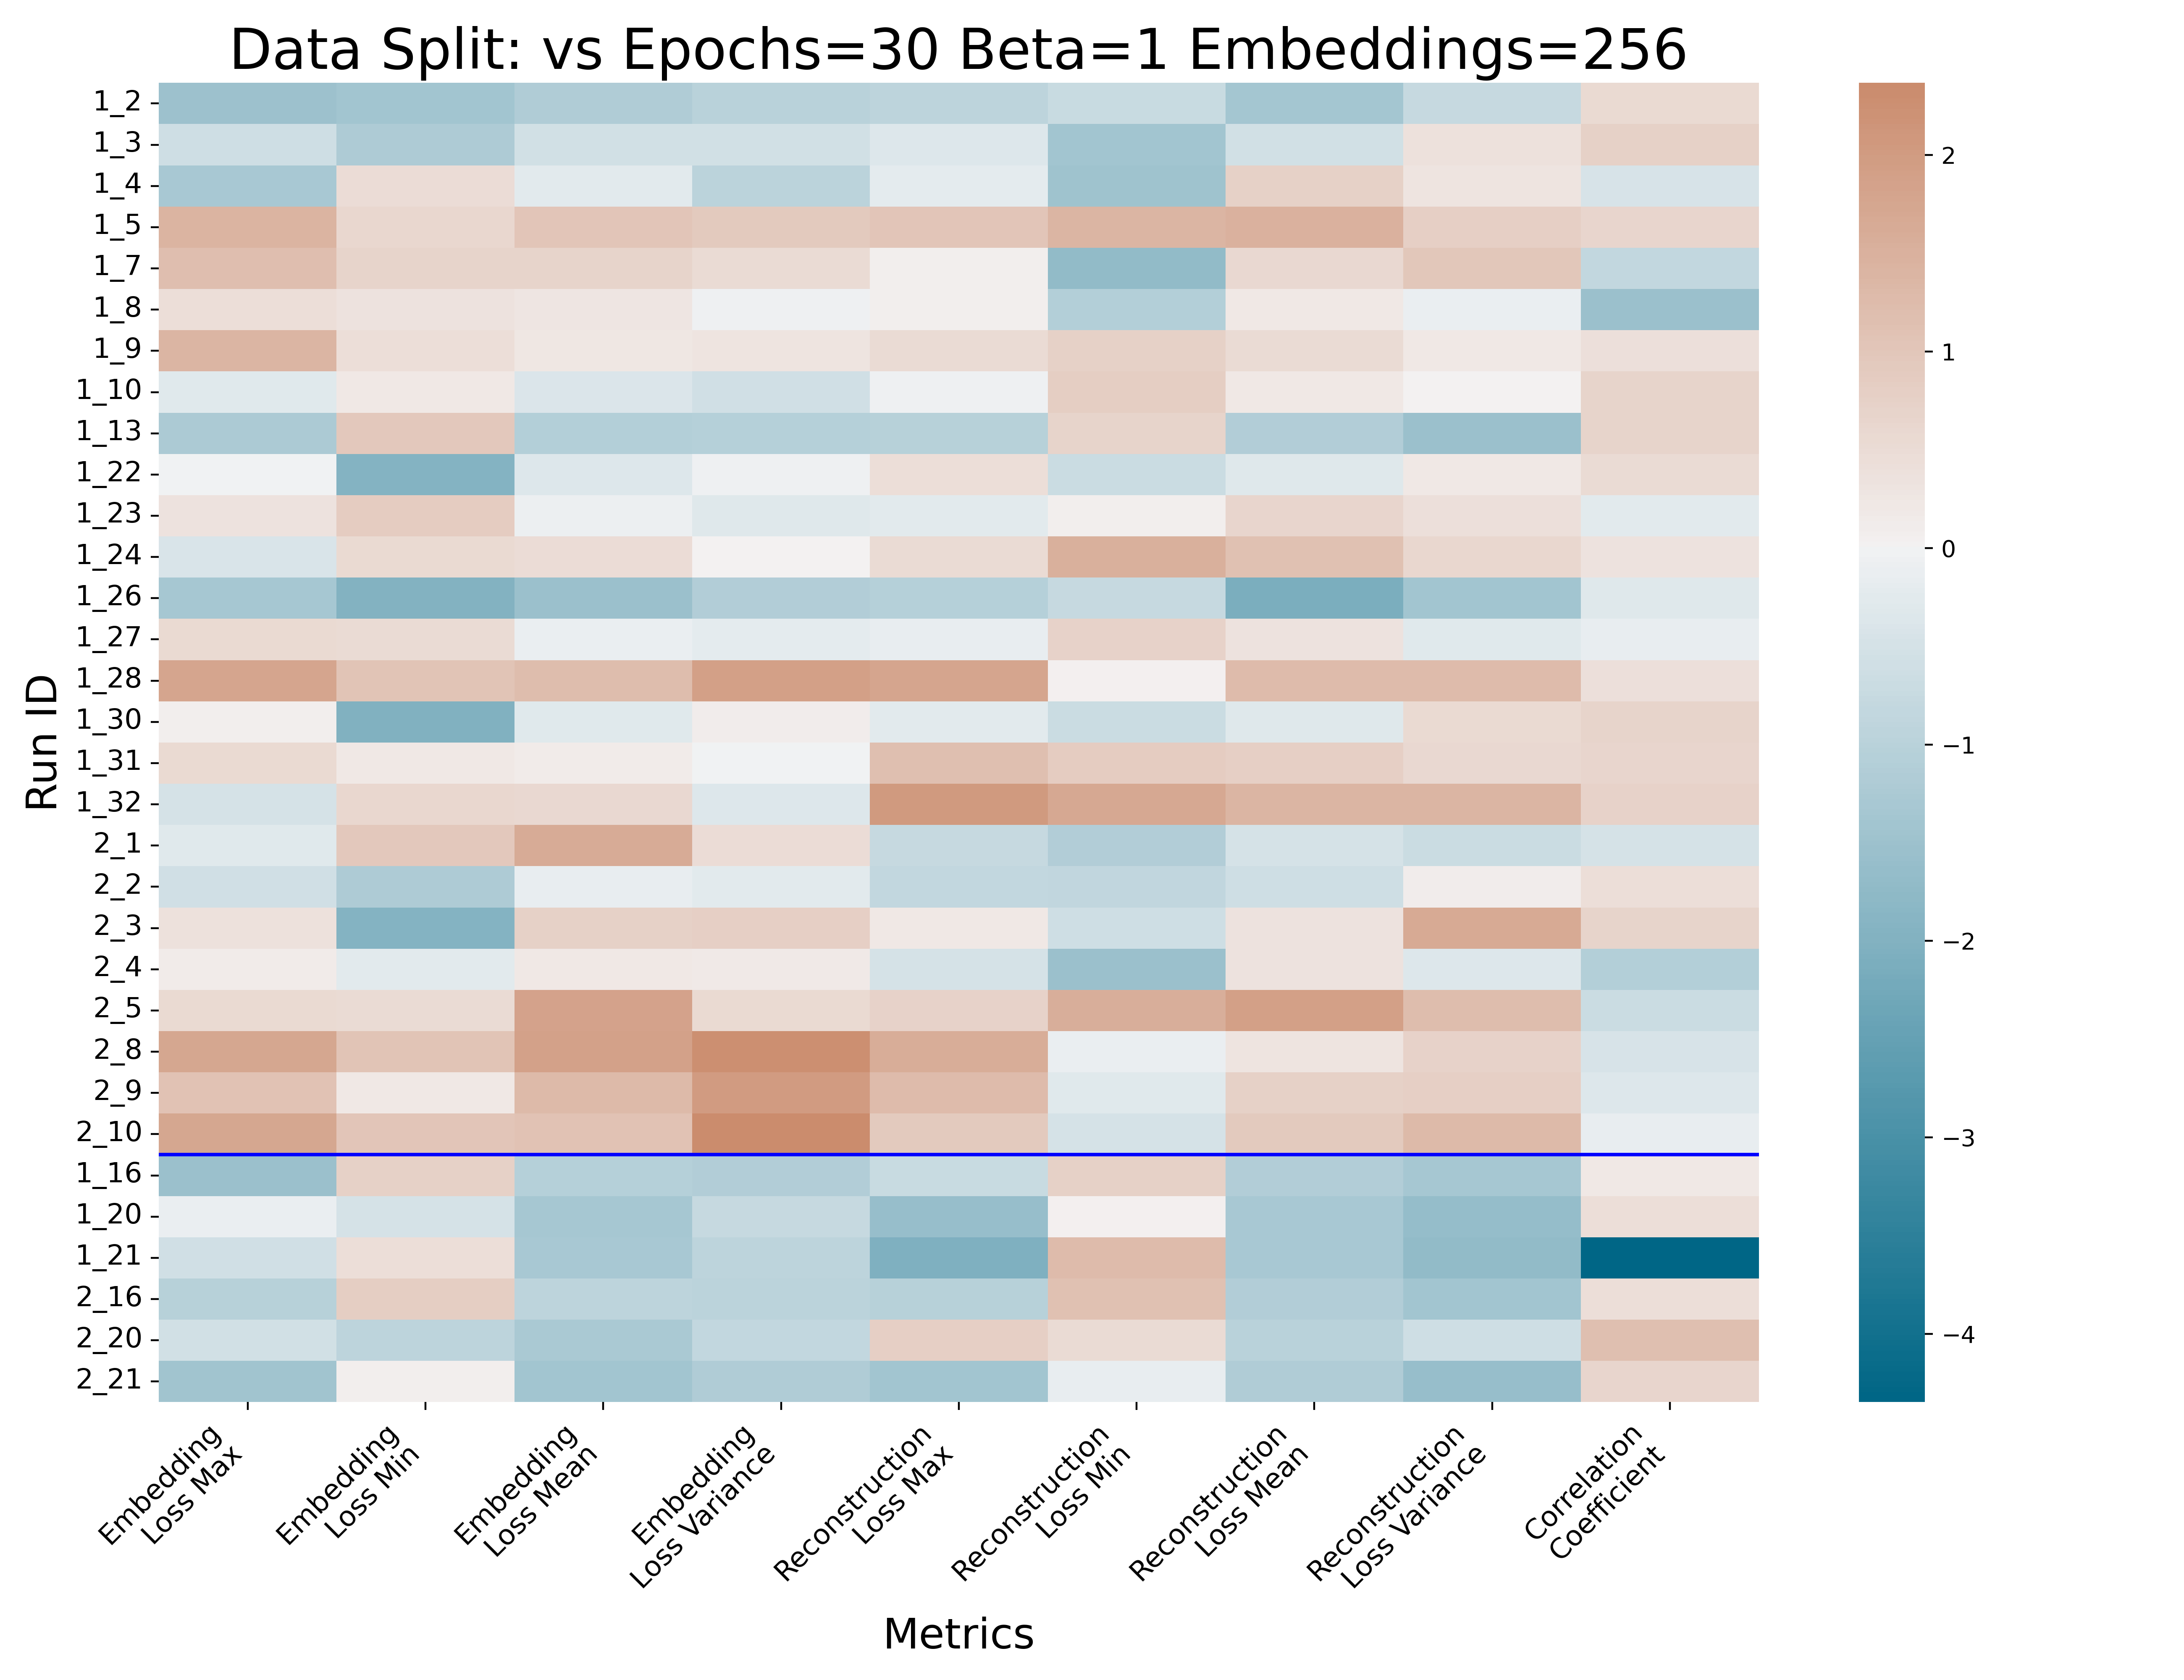 Data Split: vs Epochs=30 Beta=1 Embeddings=256
Run ID
1_2
1_3
1_4
1_5
1_7
1_8
1_9
1_10
1_13
1_22
1_23
1_24
1_26
1_27
1_28
1_30
1_31
1_32
2_1
2_2
2_3
2_4
2_5
2_8
2_9
2_10
1_16
1_20
1_21
2_16
2_20
2_21
Embedding
Loss Max
Embedding
Loss Min
Embedding
Loss Mean
Embedding
Loss Variance
Reconstruction
Loss Max
Reconstruction
Loss Min
Reconstruction
Loss Mean
Reconstruction
Loss Variance
Correlation
Coefficient
Metrics
2
1
0
−1
−2
−3
−4